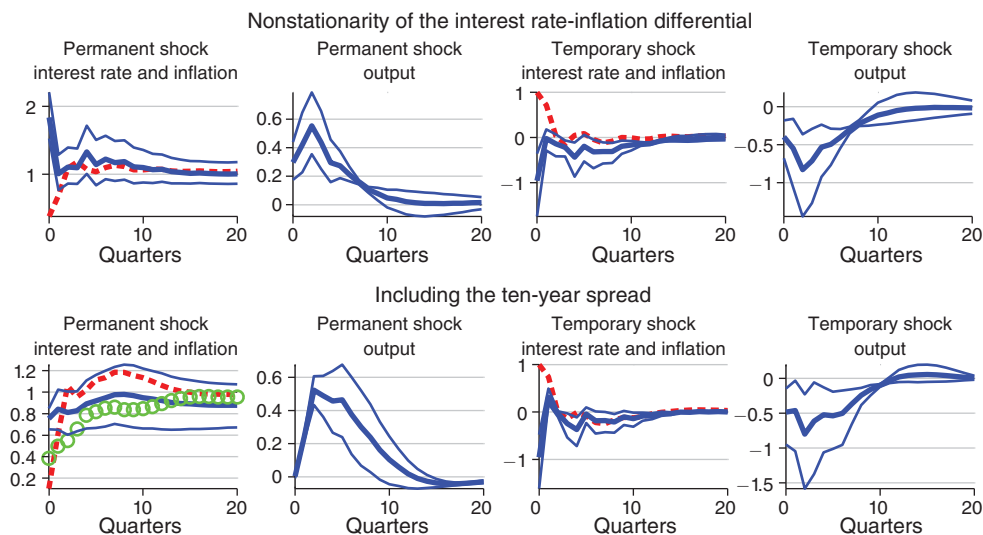 Nonstationarity of the interest rate-inflation differential
Permanent shock
interest rate and inflation
Permanent shock
output
Temporary shock
interest rate and inflation
Temporary shock
output
2
1
0 10 20
Quarters
0.6
0.4
0.2
0
0 10 20
Quarters
1
0
−1
0 10 20
Quarters
0
−0.5
−1
0 10 20
Quarters
Including the ten-year spread
Permanent shock
interest rate and inflation
Permanent shock
output
Temporary shock
interest rate and inflation
Temporary shock
output
1.2
1
0.8
0.6
0.4
0.2
0 10 20
Quarters
0.6
0.4
0.2
0
0 10 20
Quarters
1
0
−1
0 10 20
Quarters
0
−0.5
−1
−1.5
0 10 20
Quarters